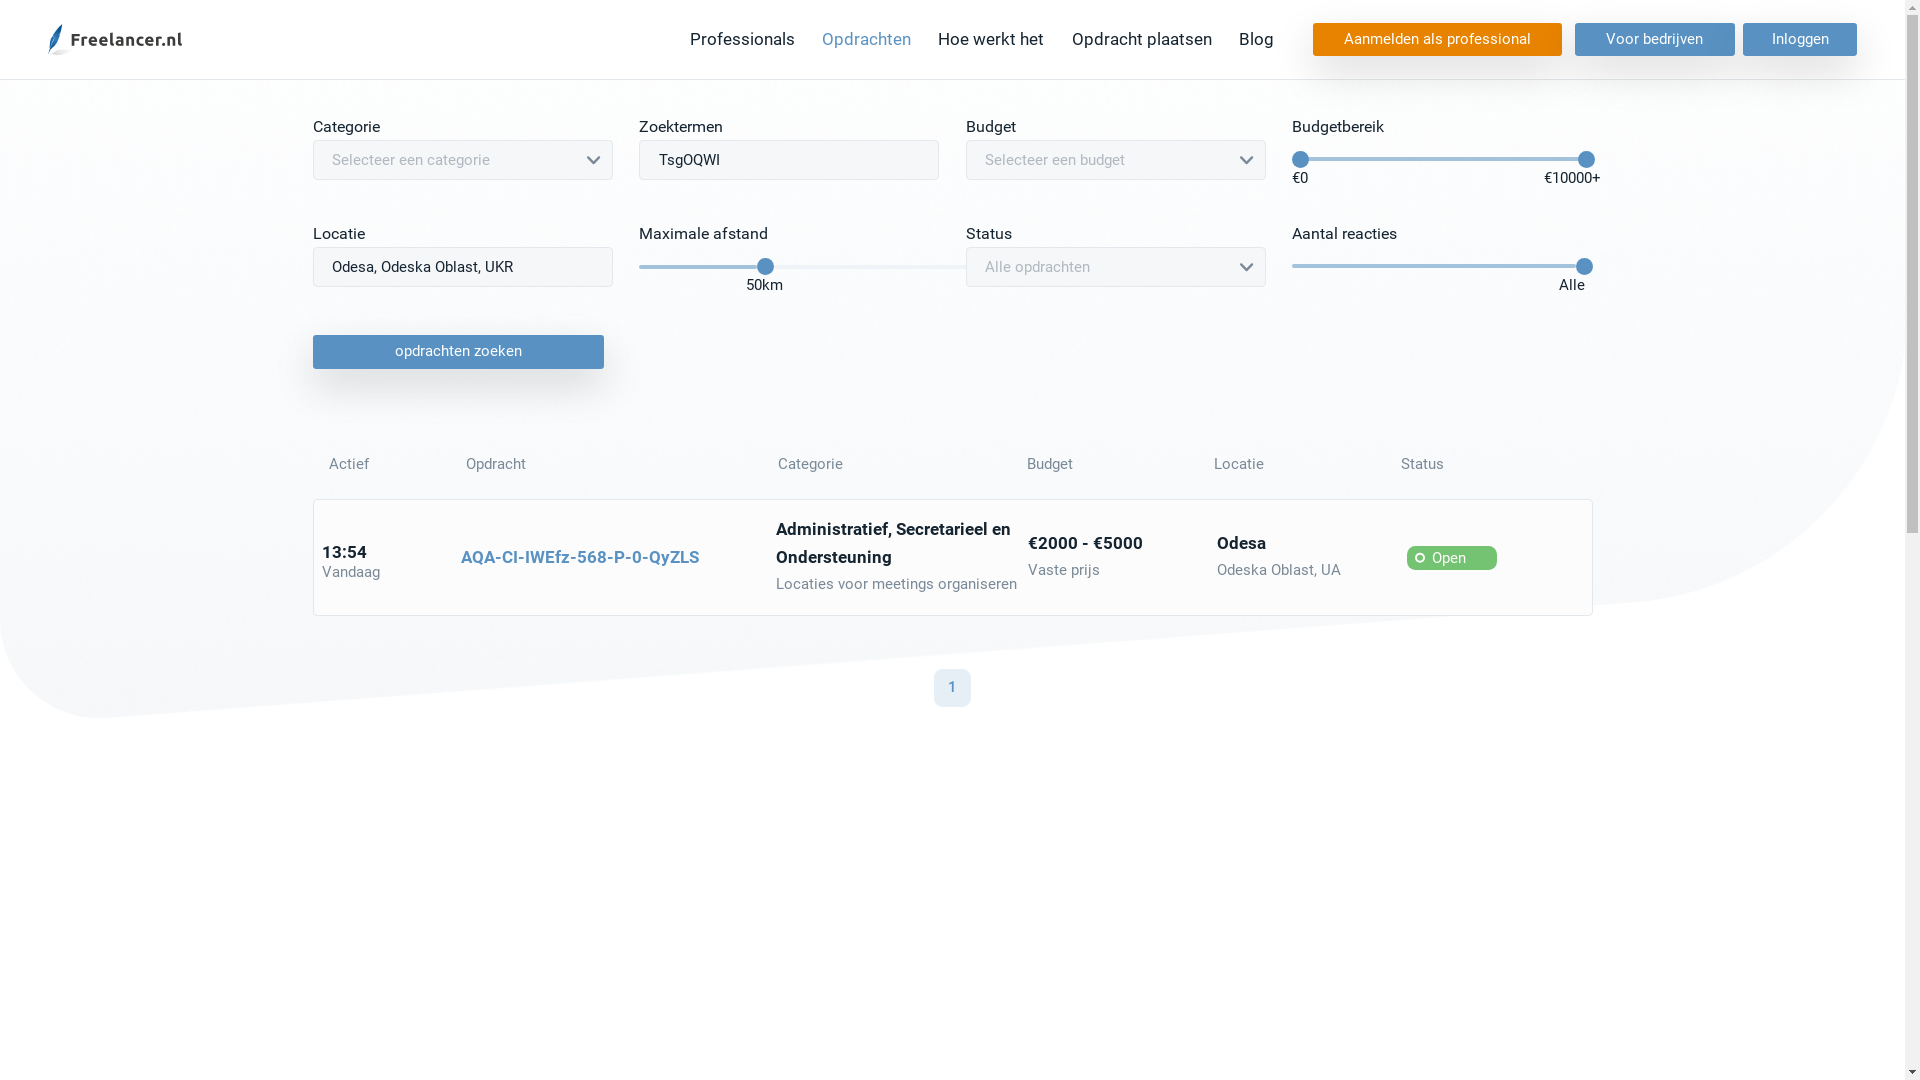 Freelancer.nl
Professionals
Opdrachten
Hoe werkt het
Opdracht plaatsen
Blog
Aanmelden als professional
Voor bedrijven
Inloggen
Categorie
Zoektermen
Budget
Budgetbereik
Selecteer een categorie
TsgOQWI
Selecteer een budget
€0
€10000+
Locatie
Maximale afstand
Status
Aantal reacties
Odesa, Odeska Oblast, UKR
50km
Alle opdrachten
Alle
opdrachten zoeken
Actief
Opdracht
Categorie
Budget
Locatie
Status
13:54
Vandaag
AQA-CI-IWEfz-568-P-0-QyZLS
Administratief, Secretarieel en
Ondersteuning
Locaties voor meetings organiseren
€2000 - €5000
Vaste prijs
Odesa
Odeska Oblast, UA
Open
1